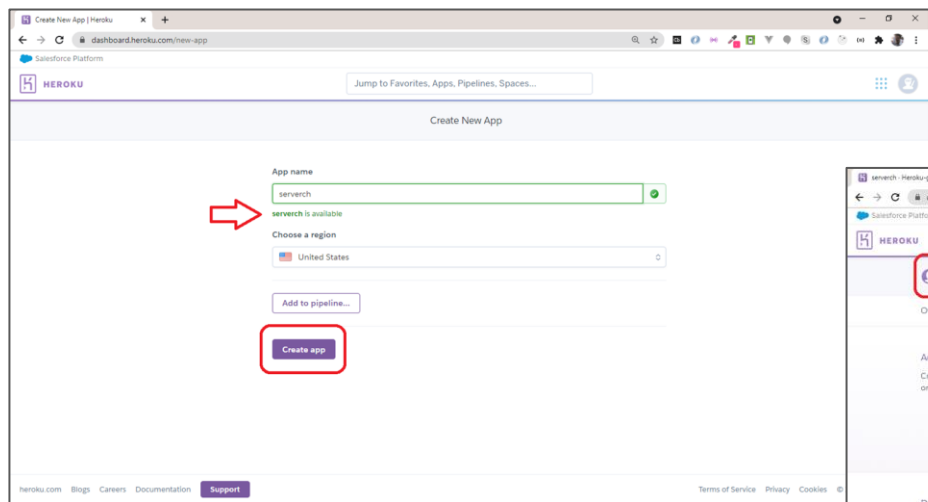 Create New App | Heroku
dashboard.heroku.com/new-app
Salesforce Platform
HEROKU
Jump to Favorites, Apps, Pipelines, Spaces...
Create New App
App name
serverch
serverch is available
Choose a region
United States
Add to pipeline...
Create app
heroku.com Blogs Careers Documentation Support
Terms of Service Privacy Cookies ©
serverch - Heroku-
Salesforce
HEROKU